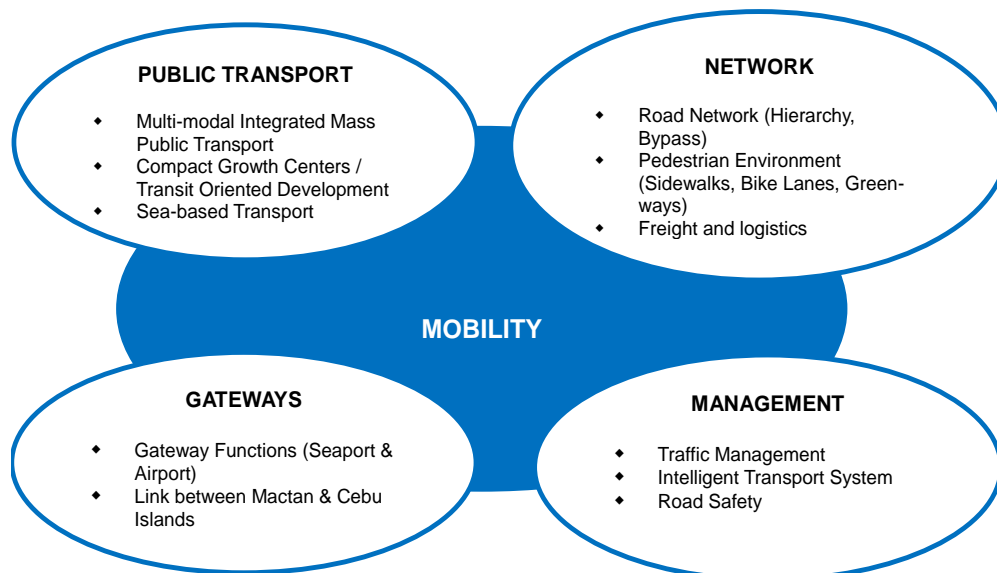 PUBLIC TRANSPORT
◆ Multi-modal Integrated Mass
Public Transport
◆ Compact Growth Centers /
Transit Oriented Development
◆ Sea-based Transport
NETWORK
◆ Road Network (Hierarchy,
Bypass)
◆ Pedestrian Environment
(Sidewalks, Bike Lanes, Green-
ways)
◆ Freight and logistics
MOBILITY
GATEWAYS
◆ Gateway Functions (Seaport &
Airport)
◆ Link between Mactan & Cebu
Islands
MANAGEMENT
◆ Traffic Management
◆ Intelligent Transport System
◆ Road Safety